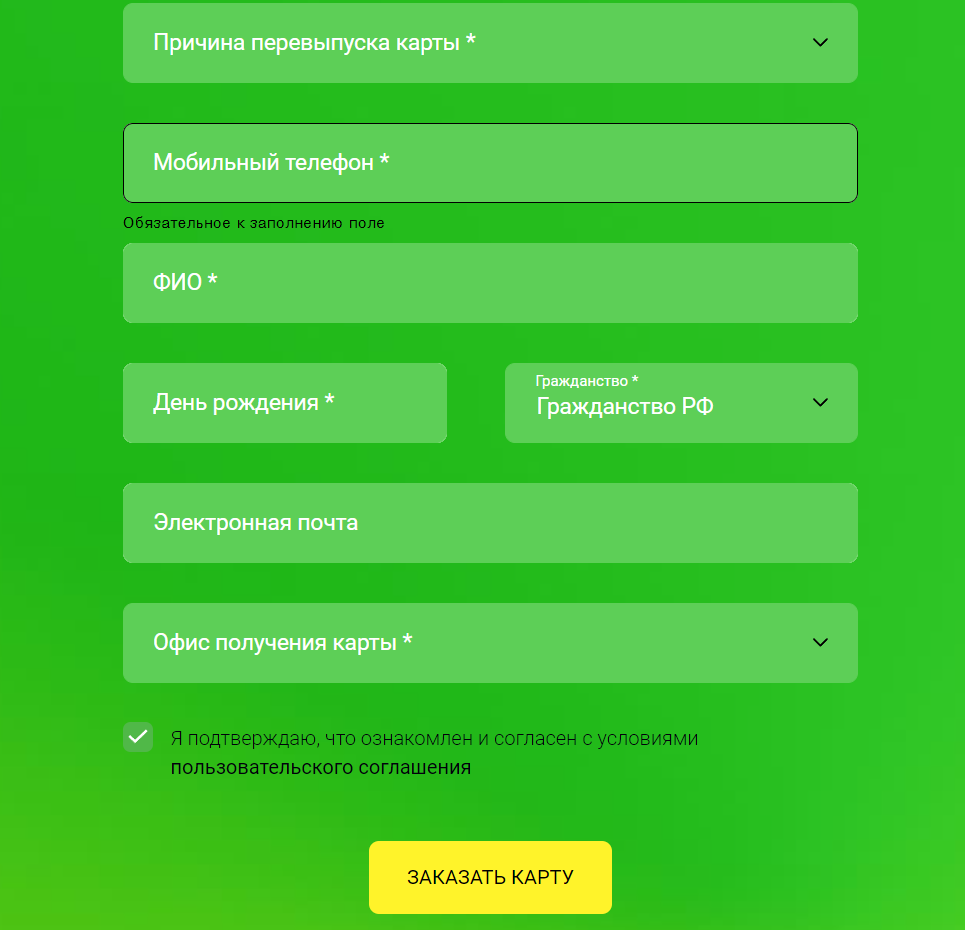 Причина перевыпуска карты *
Мобильный телефон *
Обязательное к заполнению поле
ФИО *
День рождения *
Гражданство *
Гражданство РФ
Электронная почта
Офис получения карты *
Я подтверждаю, что ознакомлен и согласен с условиями
пользовательского соглашения
ЗАКАЗАТЬ КАРТУ